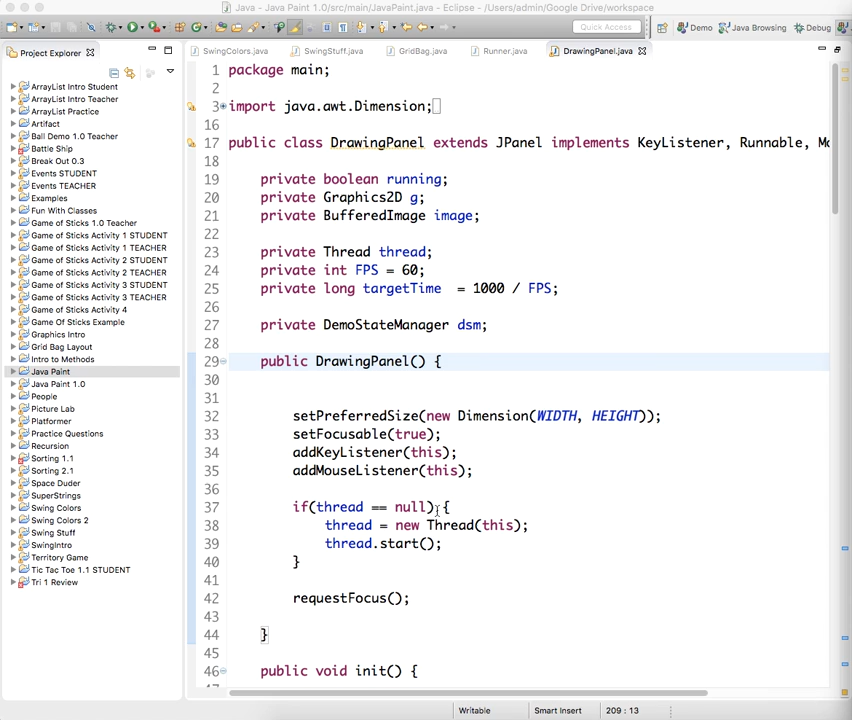 Java - Java Paint 1.0/src/main/JavaPaint.java - Eclipse - /Users/admin/Google Drive/workspace
Quick Access
Demo
Java Browsing
Debug
Project Explorer
SwingColors.java
SwingStuff.java
GridBag.java
Runner.java
DrawingPanel.java
ArrayList Intro Student
ArrayList Intro Teacher
ArrayList Practice
Artifact
Ball Demo 1.0 Teacher
Battle Ship
Break Out 0.3
Events STUDENT
Events TEACHER
Examples
Fun With Classes
Game of Sticks 1.0 Teacher
Game of Sticks Activity 1 STUDENT
Game of Sticks Activity 1 TEACHER
Game of Sticks Activity 2 STUDENT
Game of Sticks Activity 2 TEACHER
Game of Sticks Activity 3 STUDENT
Game of Sticks Activity 3 TEACHER
Game of Sticks Activity 4
Game Of Sticks Example
Graphics Intro
Grid Bag Layout
Intro to Methods
Java Paint
Java Paint 1.0
People
Picture Lab
Platformer
Practice Questions
Recursion
Sorting 1.1
Sorting 2.1
Space Duder
SuperStrings
Swing Colors
Swing Colors 2
Swing Stuff
SwingIntro
Territory Game
Tic Tac Toe 1.1 STUDENT
Tri 1 Review
1 package main;
2
3 import java.awt.Dimension;
16
17 public class DrawingPanel extends JPanel implements KeyListener, Runnable, Mo
18
19 private boolean running;
20 private Graphics2D g;
21 private BufferedImage image;
22
23 private Thread thread;
24 private int FPS = 60;
25 private long targetTime = 1000 / FPS;
26
27 private DemoStateManager dsm;
28
29 public DrawingPanel() {
30
31
32 setPreferredSize(new Dimension(WIDTH, HEIGHT));
33 setFocusable(true);
34 addKeyListener(this);
35 addMouseListener(this);
36
37 if(thread == null) {
38 thread = new Thread(this);
39 thread.start();
40 }
41
42 requestFocus();
43
44 }
45
46 public void init() {
Writable
Smart Insert
209 : 13